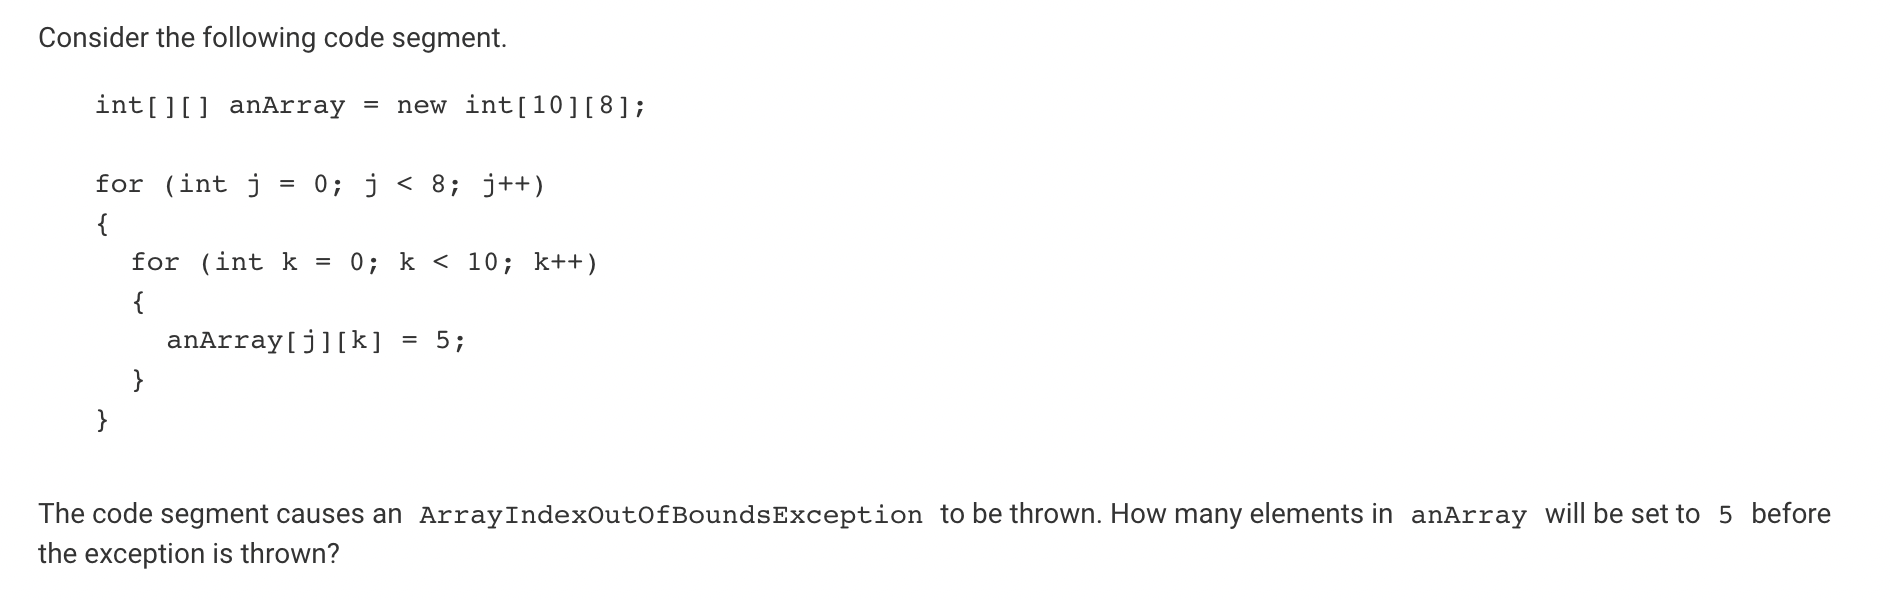 Consider the following code segment.
int[][] anArray = new int[10][8];
for (int j = 0; j < 8; j++)
{
for (int k = 0; k < 10; k++)
{
anArray[j][k] = 5;
}
}
The code segment causes an ArrayIndexOutOfBoundsException to be thrown. How many elements in anArray will be set to 5 before
the exception is thrown?